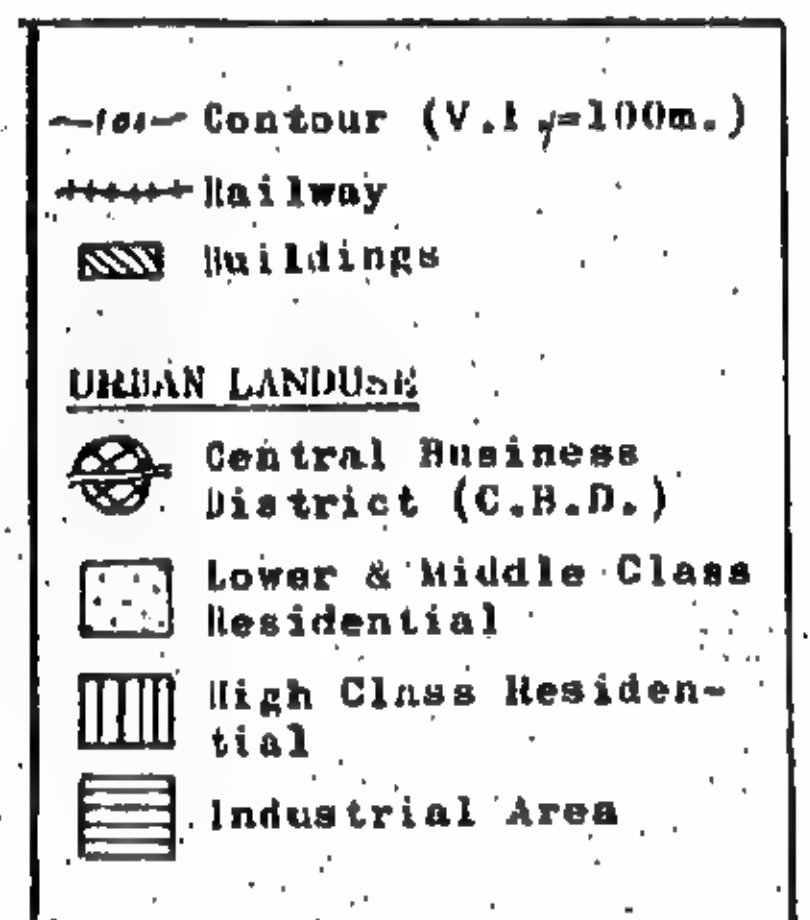 Contour (V.I.=100m.)
Railway
Buildings
URBAN LANDUSE
Central Business
District (C.B.D.)
Lower & Middle Class
Residential
High Class Residen-
tial
Industrial Area